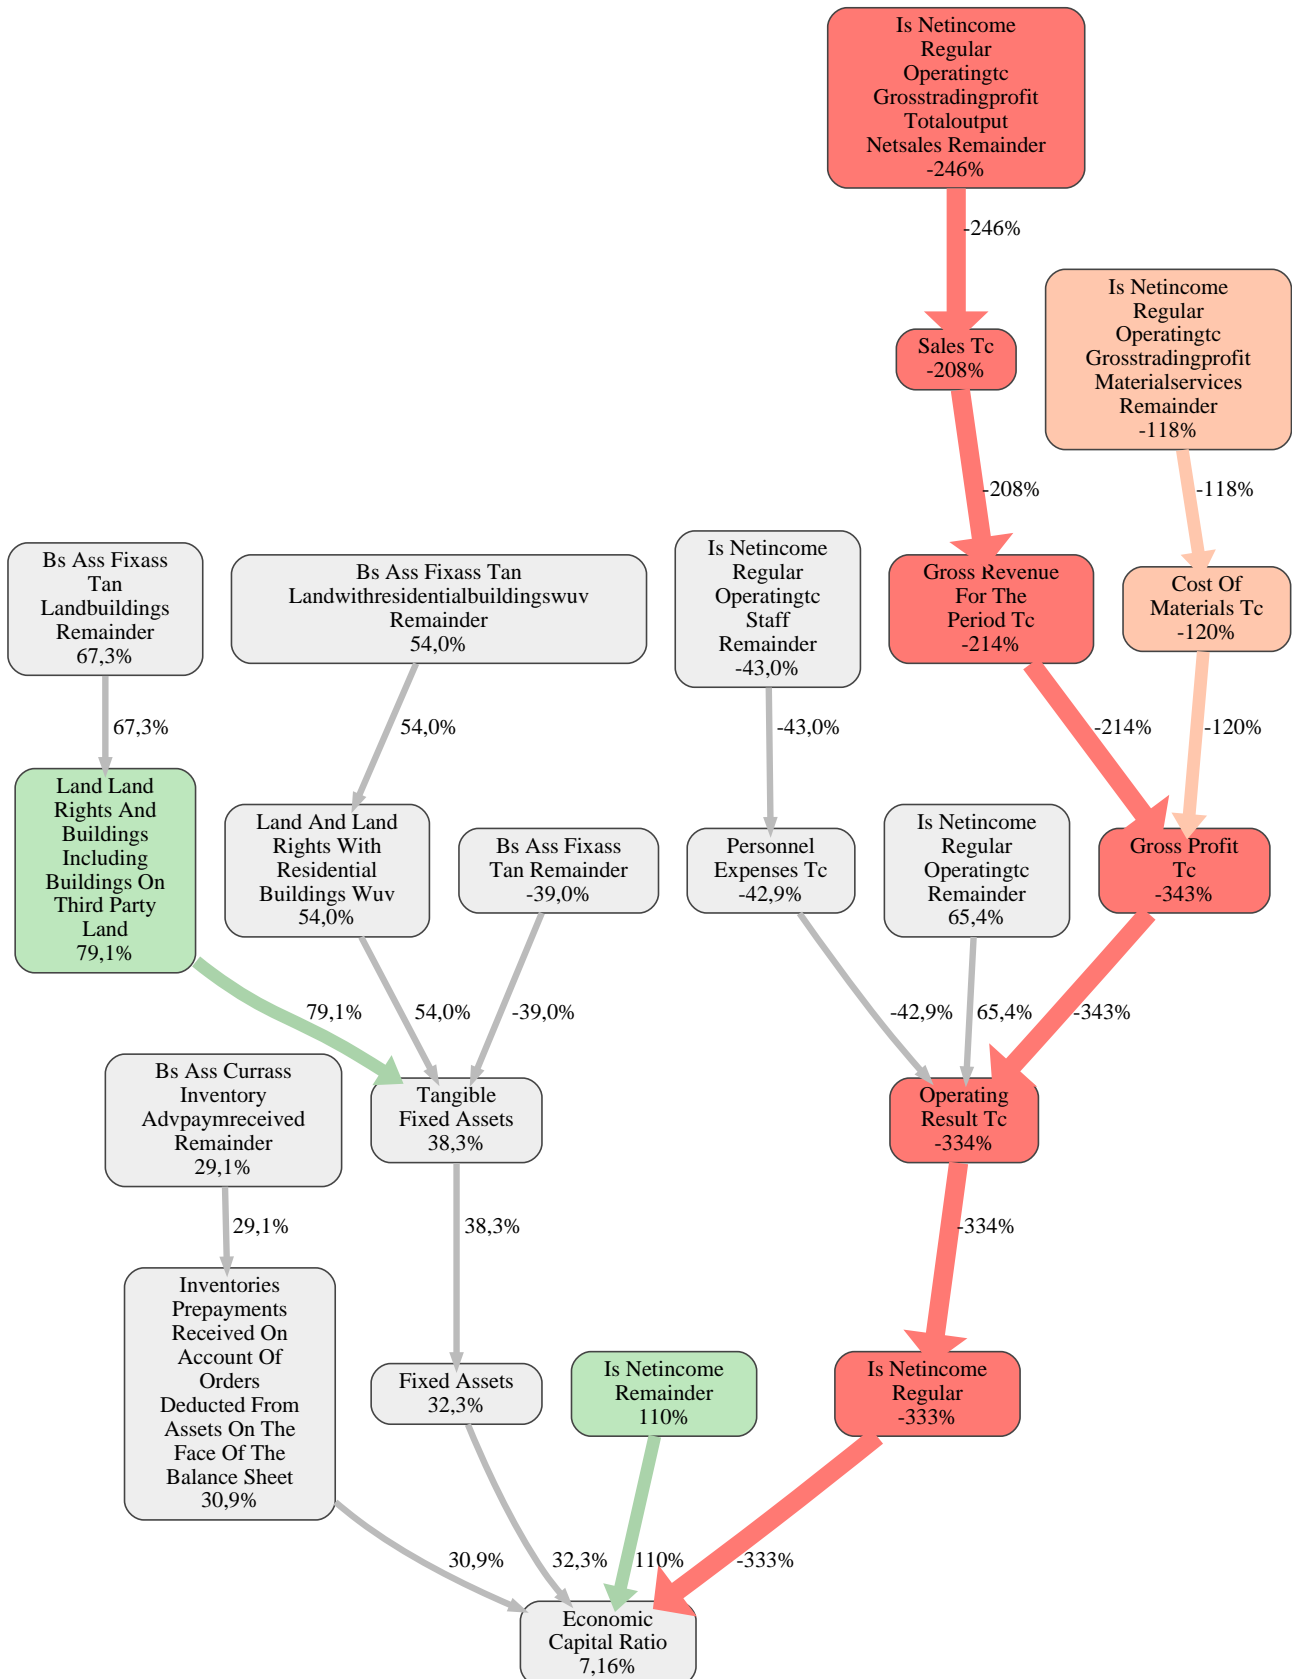 Is Netincome
Regular
Operatingtc
Grosstradingprofit
Totaloutput
Netsales Remainder
-246%
-246%
Is Netincome
Regular
Operatingtc
Grosstradingprofit
Materialservices
Remainder
-118%
Sales Tc
-208%
-208%
-118%
Bs Ass Fixass
Tan
Landbuildings
Remainder
67,3%
Bs Ass Fixass Tan
Landwithresidentialbuildingswuv
Remainder
54,0%
Is Netincome
Regular
Operatingtc
Staff
Remainder
-43,0%
Gross Revenue
For The
Period Tc
-214%
Cost Of
Materials Tc
-120%
67,3%
54,0%
-43,0%
-214%
-120%
Land Land
Rights And
Buildings
Including
Buildings On
Third Party
Land
79,1%
Land And Land
Rights With
Residential
Buildings Wuv
54,0%
Bs Ass Fixass
Tan Remainder
-39,0%
Personnel
Expenses Tc
-42,9%
Is Netincome
Regular
Operatingtc
Remainder
65,4%
Gross Profit
Tc
-343%
79,1%
54,0%
-39,0%
-42,9%
65,4%
-343%
Bs Ass Currass
Inventory
Advpaymreceived
Remainder
29,1%
Tangible
Fixed Assets
38,3%
Operating
Result Tc
-334%
29,1%
38,3%
-334%
Inventories
Prepayments
Received On
Account Of
Orders
Deducted From
Assets On The
Face Of The
Balance Sheet
30,9%
Fixed Assets
32,3%
Is Netincome
Remainder
110%
Is Netincome
Regular
-333%
30,9%
32,3%
110%
-333%
Economic
Capital Ratio
7,16%